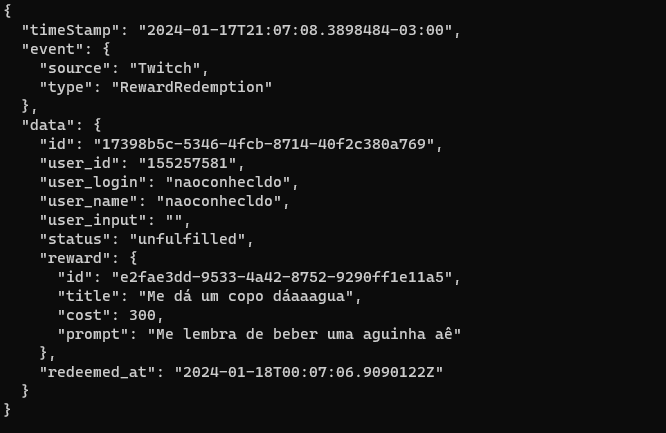 {
  "timeStamp": "2024-01-17T21:07:08.3898484-03:00",
  "event": {
    "source": "Twitch",
    "type": "RewardRedemption"
  },
  "data": {
    "id": "17398b5c-5346-4fcb-8714-40f2c380a769",
    "user_id": "155257581",
    "user_login": "naoconhecldo",
    "user_name": "naoconhecldo",
    "user_input": "",
    "status": "unfulfilled",
    "reward": {
      "id": "e2fae3dd-9533-4a42-8752-9290ff1e11a5",
      "title": "Me dá um copo dáaaagua",
      "cost": 300,
      "prompt": "Me lembra de beber uma aguinha aê"
    },
    "redeemed_at": "2024-01-18T00:07:06.9090122Z"
  }
}